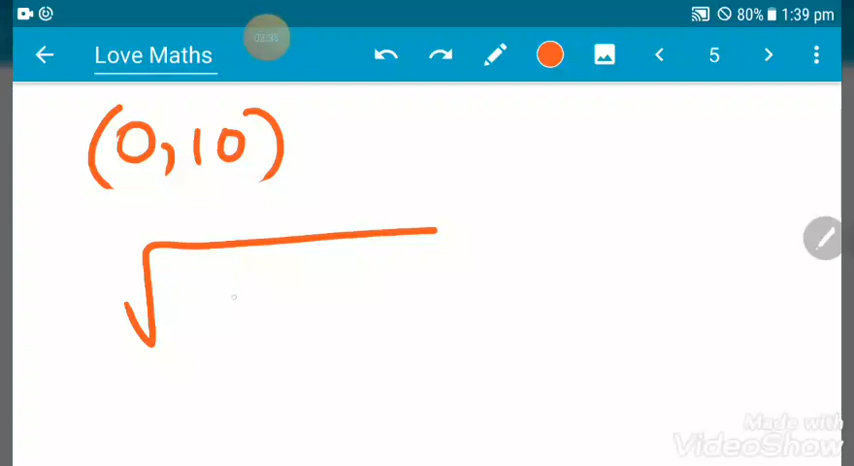 80% 1:39 pm
Love Maths 5
(0,10)
√
Made with
VideoShow